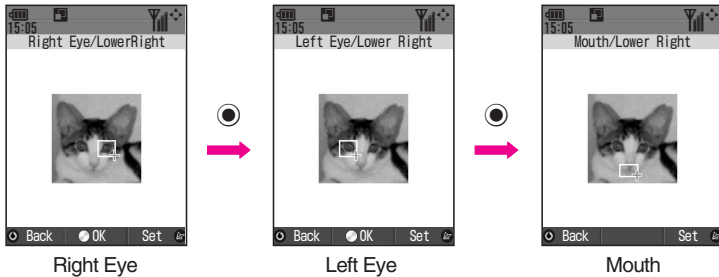 15:05
Right Eye/LowerRight
Back OK Set
Right Eye
15:05
Left Eye/Lower Right
Back OK Set
Left Eye
15:05
Mouth/Lower Right
Back Set
Mouth